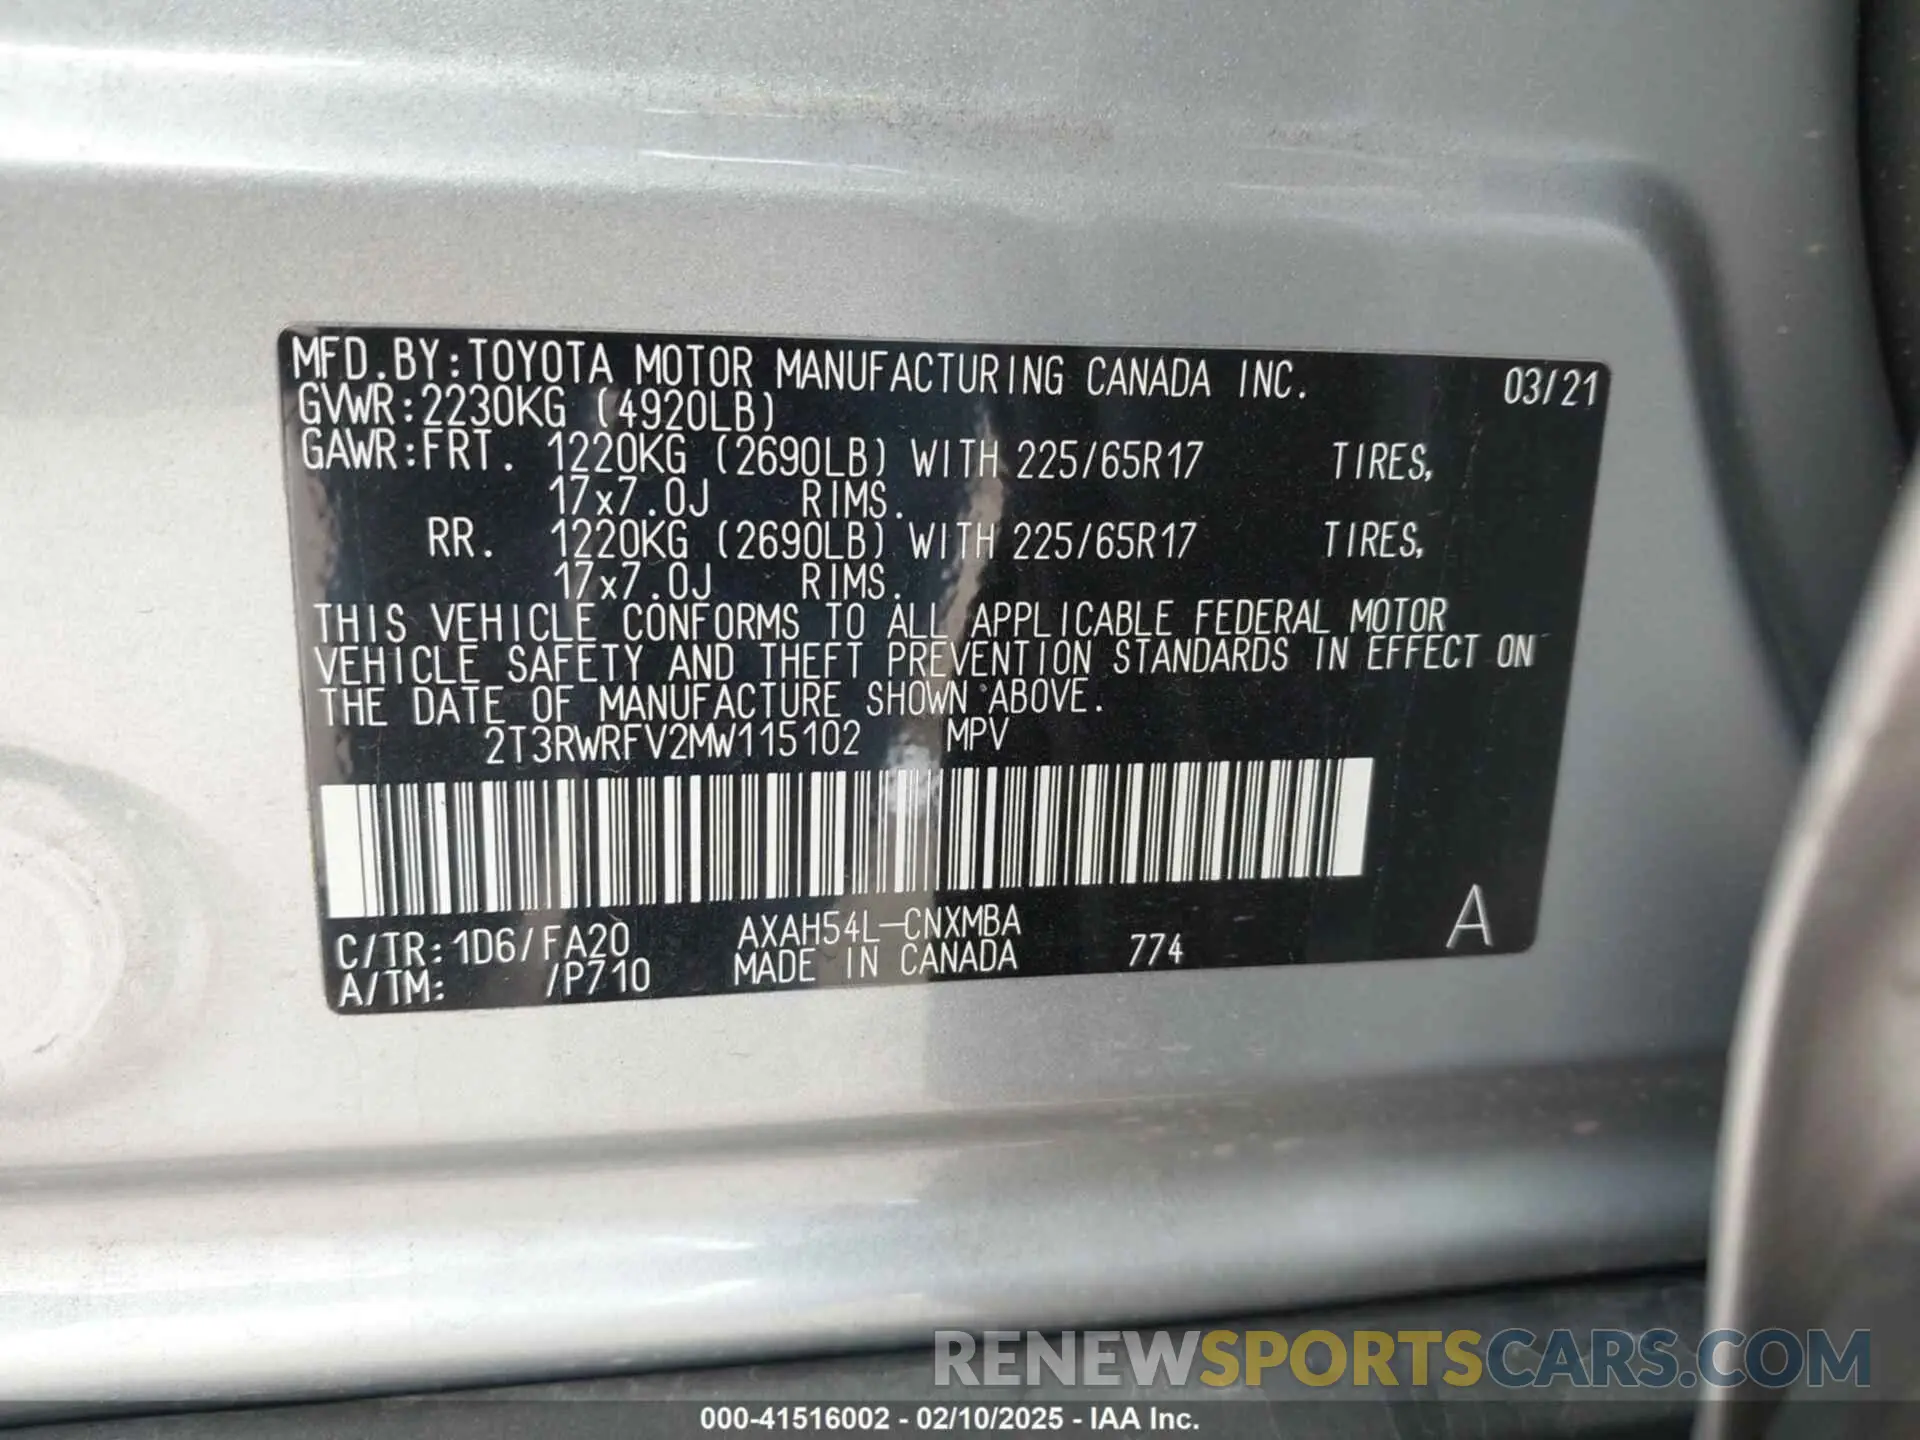 MFD.BY:TOYOTA MOTOR MANUFACTURING CANADA INC. 03/21
GVWR:2230KG (4920LB)
GAWR:FRT. 1220KG (2690LB) WITH 225/65R17 TIRES,
17x7.0J RIMS.
RR. 1220KG (2690LB) WITH 225/65R17 TIRES,
17x7.0J RIMS.
THIS VEHICLE CONFORMS TO ALL APPLICABLE FEDERAL MOTOR
VEHICLE SAFETY AND THEFT PREVENTION STANDARDS IN EFFECT ON
THE DATE OF MANUFACTURE SHOWN ABOVE.
2T3RWRFV2MW115102 MPV
C/TR:1D6/FA20 AXAH54L-CNXMBA A
A/TM: /P710 MADE IN CANADA 774
RENEWSPORTSCARS.COM
000-41516002 - 02/10/2025 - IAA Inc.